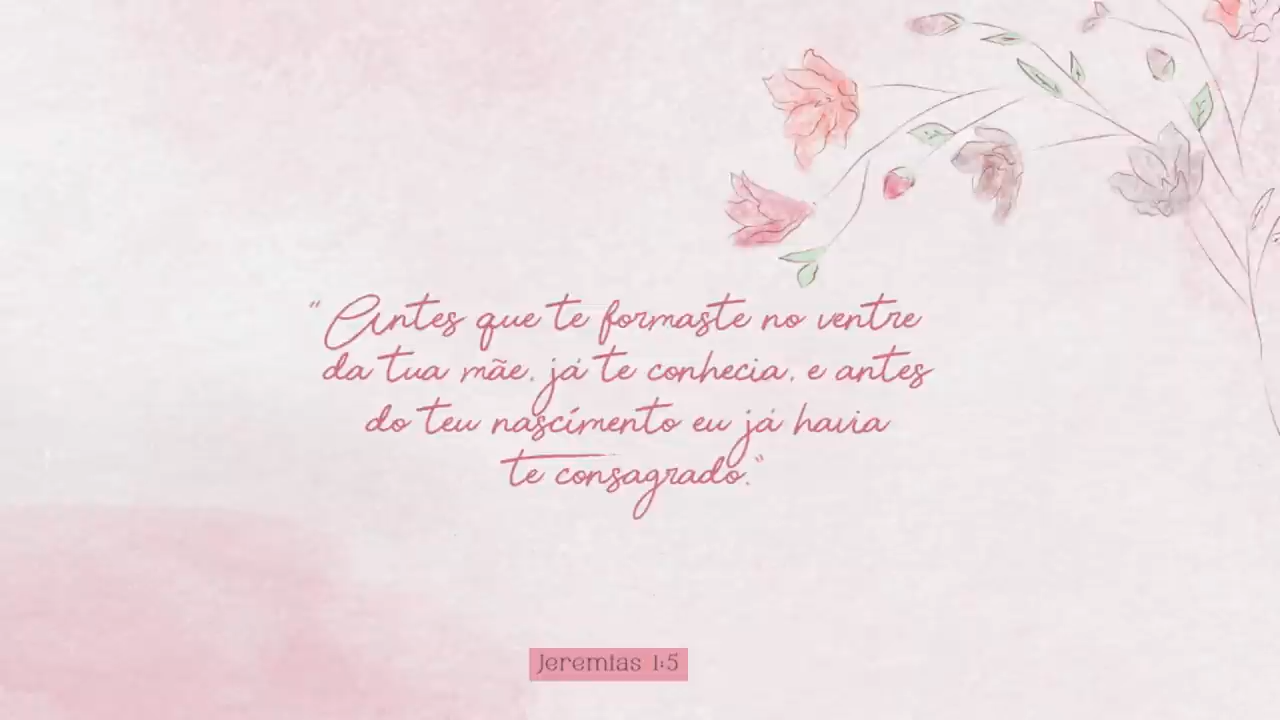 "Antes que te formaste no ventre
da tua mãe, já te conhecia, e antes
do teu nascimento eu já havia
te consagrado."
Jeremias 1:5